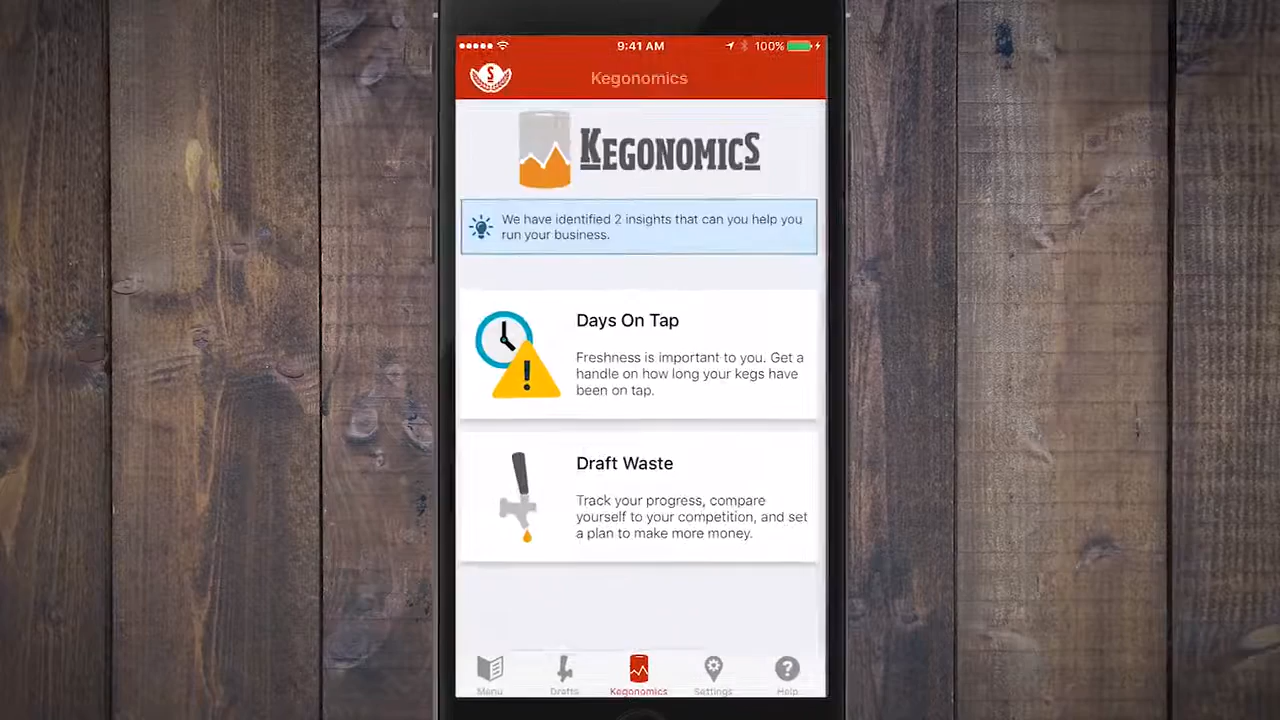 9:41 AM
100%
S
Kegonomics
KEGONOMICS
We have identified 2 insights that can you help you
run your business.
Days On Tap
Freshness is important to you. Get a
handle on how long your kegs have
been on tap.
Draft Waste
Track your progress, compare
yourself to your competition, and set
a plan to make more money.
Menu
Drafts
Kegonomics
Settings
Help